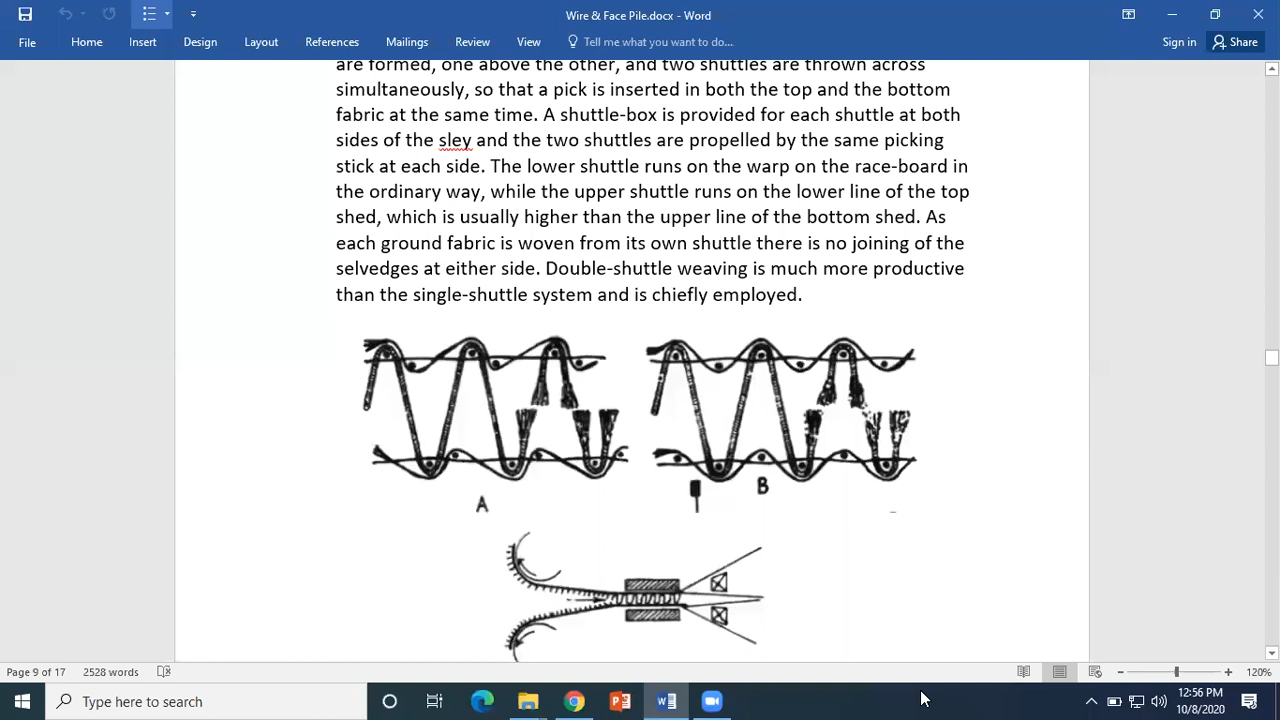 Wire & Face Pile.docx - Word
File Home Insert Design Layout References Mailings Review View Tell me what you want to do... Sign in Share
are formed, one above the other, and two shuttles are thrown across
simultaneously, so that a pick is inserted in both the top and the bottom
fabric at the same time. A shuttle-box is provided for each shuttle at both
sides of the sley and the two shuttles are propelled by the same picking
stick at each side. The lower shuttle runs on the warp on the race-board in
the ordinary way, while the upper shuttle runs on the lower line of the top
shed, which is usually higher than the upper line of the bottom shed. As
each ground fabric is woven from its own shuttle there is no joining of the
selvedges at either side. Double-shuttle weaving is much more productive
than the single-shuttle system and is chiefly employed.
A B
Page 9 of 17 2528 words 120%
Type here to search
12:56 PM
10/8/2020